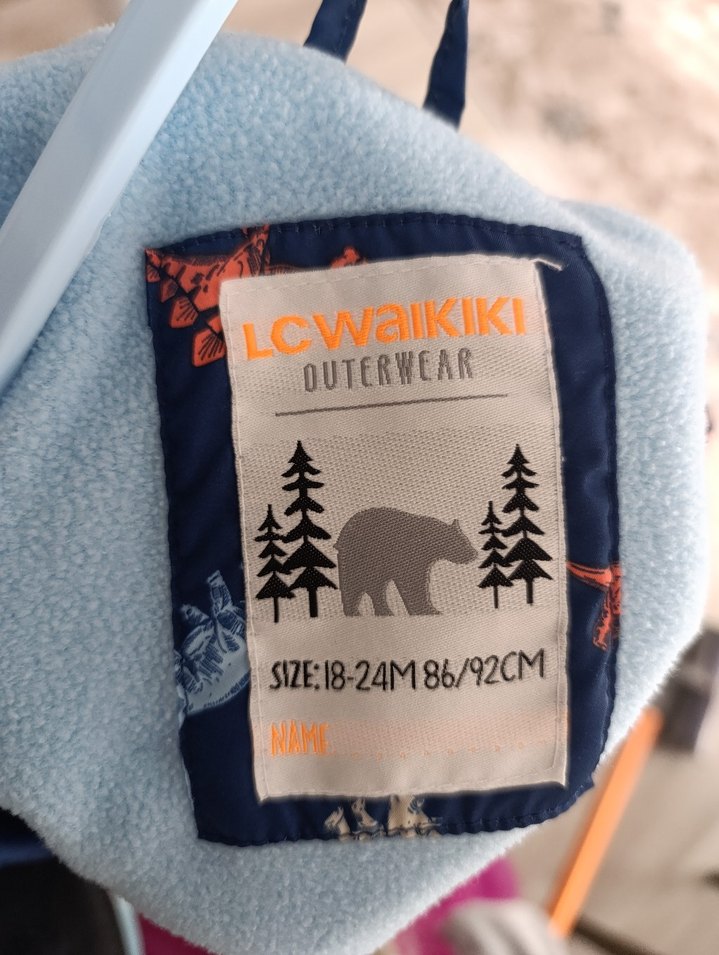 LCWAIKIKI
OUTERWEAR
SIZE:18-24M 86/92CM
NAME